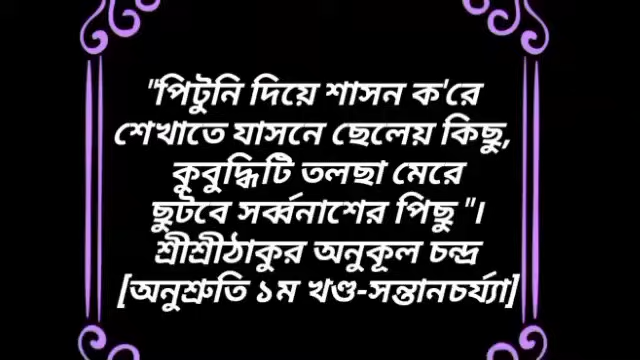 "পিটুনি দিয়ে শাসন ক'রে
শেখাতে যাসনে ছেলেয় কিছু,
কুবুদ্ধিটি তলছা মেরে
ছুটবে সর্ব্বনাশের পিছু "।
শ্রীশ্রীঠাকুর অনুকূল চন্দ্র
[অনুশ্রুতি ১ম খণ্ড-সন্তানচর্য্যা]